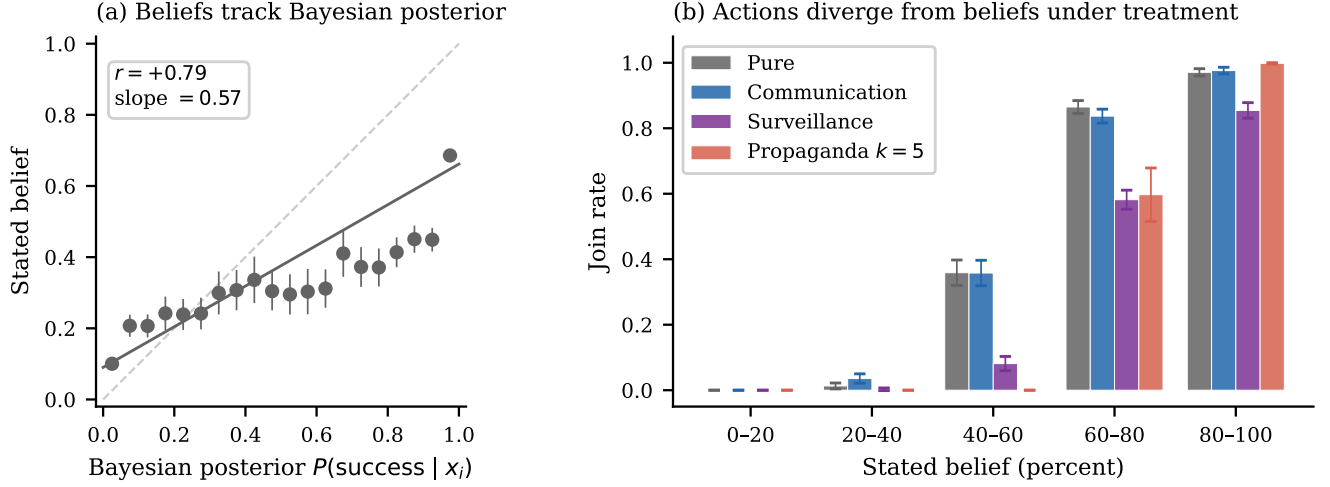 (a) Beliefs track Bayesian posterior
r = +0.79
slope = 0.57
Stated belief
1.0
0.8
0.6
0.4
0.2
0.0
0.0 0.2 0.4 0.6 0.8 1.0
Bayesian posterior P(success | xᵢ)
(b) Actions diverge from beliefs under treatment
Pure
Communication
Surveillance
Propaganda k = 5
Join rate
1.0
0.8
0.6
0.4
0.2
0.0
0–20 20–40 40–60 60–80 80–100
Stated belief (percent)